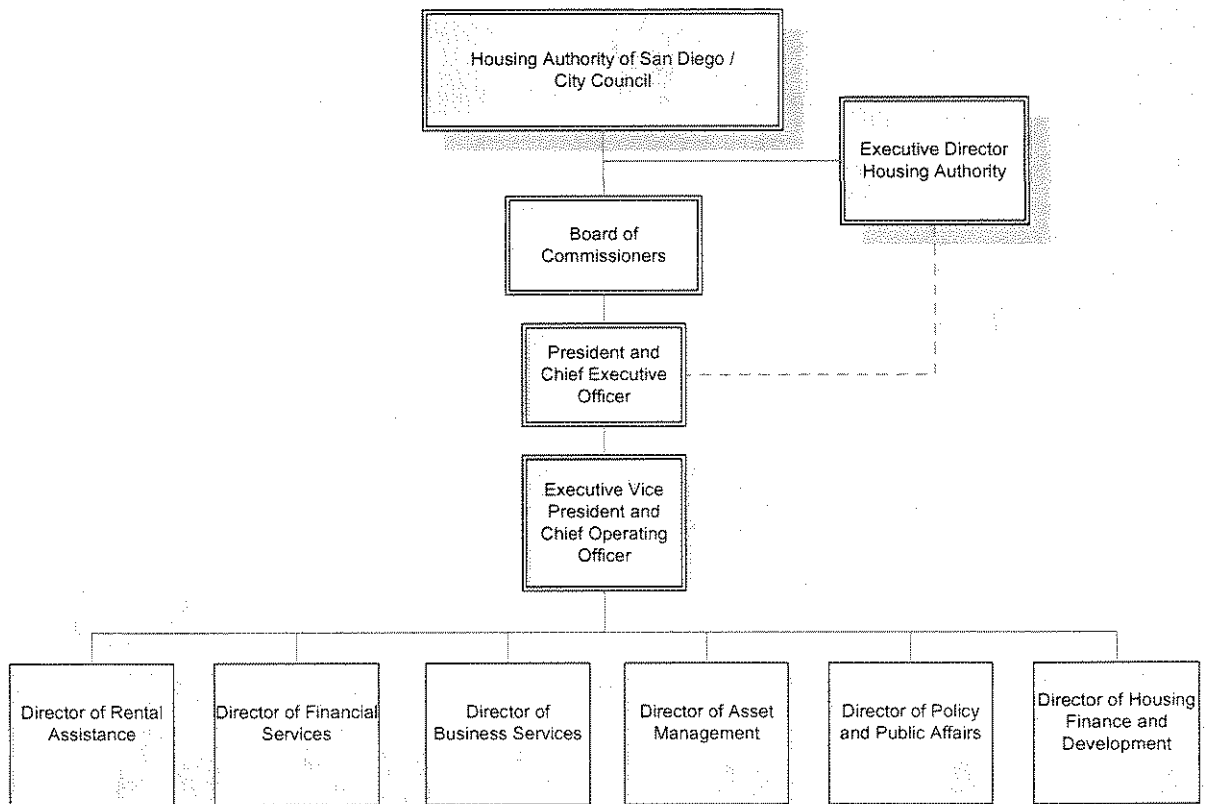 Housing Authority of San Diego /
City Council
Executive Director
Housing Authority
Board of
Commissioners
President and
Chief Executive
Officer
Executive Vice
President and
Chief Operating
Officer
Director of Rental
Assistance
Director of Financial
Services
Director of
Business Services
Director of Asset
Management
Director of Policy
and Public Affairs
Director of Housing
Finance and
Development